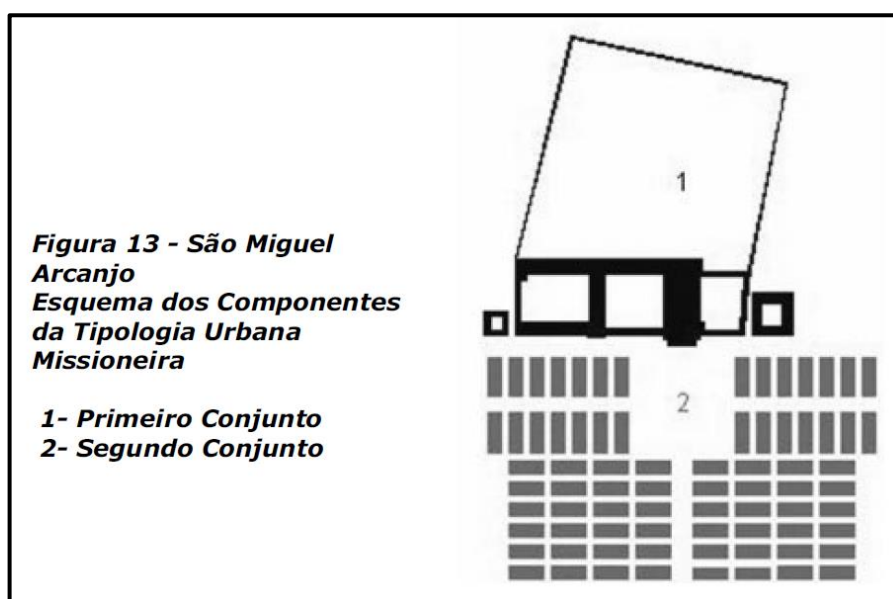 Figura 13 - São Miguel
Arcanjo
Esquema dos Componentes
da Tipologia Urbana
Missioneira
1- Primeiro Conjunto
2- Segundo Conjunto
1
2